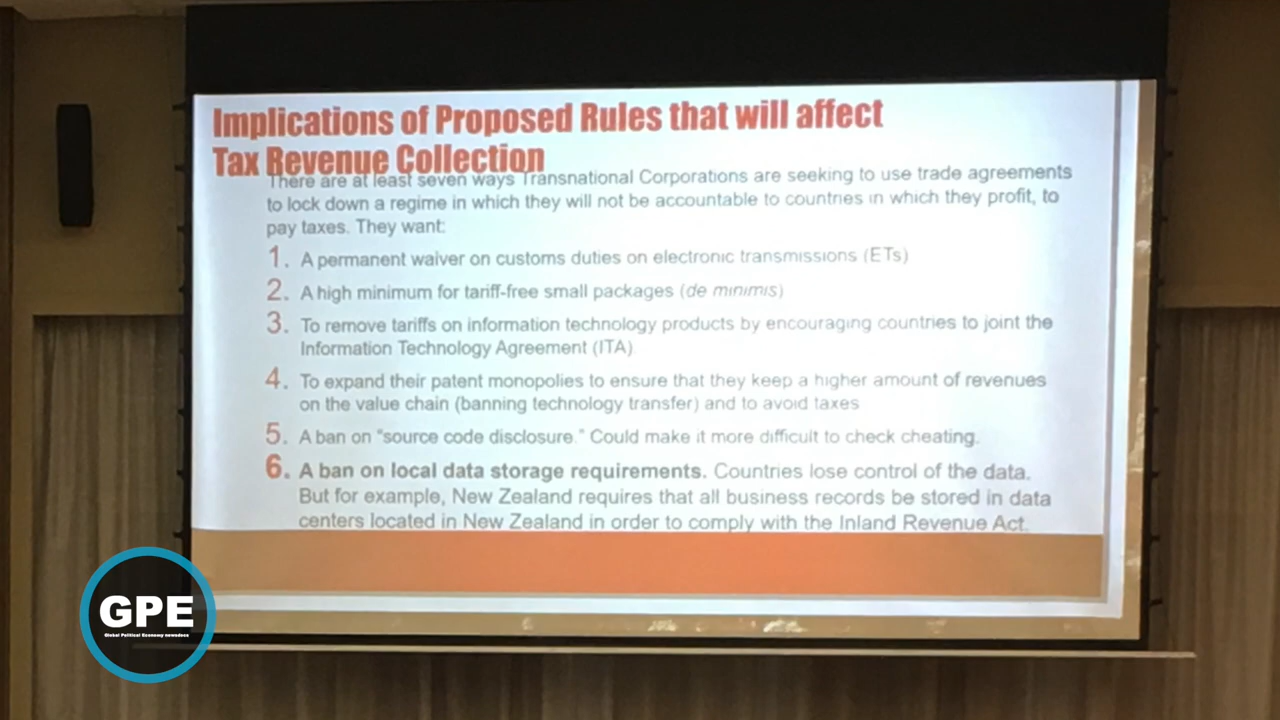 Implications of Proposed Rules that will affect
Tax Revenue Collection
There are at least seven ways Transnational Corporations are seeking to use trade agreements
to lock down a regime in which they will not be accountable to countries in which they profit, to
pay taxes. They want:
1. A permanent waiver on customs duties on electronic transmissions (ETs)
2. A high minimum for tariff-free small packages (de minimis)
3. To remove tariffs on information technology products by encouraging countries to joint the
Information Technology Agreement (ITA)
4. To expand their patent monopolies to ensure that they keep a higher amount of revenues
on the value chain (banning technology transfer) and to avoid taxes
5. A ban on "source code disclosure." Could make it more difficult to check cheating.
6. A ban on local data storage requirements. Countries lose control of the data.
But for example, New Zealand requires that all business records be stored in data
centers located in New Zealand in order to comply with the Inland Revenue Act.
GPE
Global Political Economy newsdocs